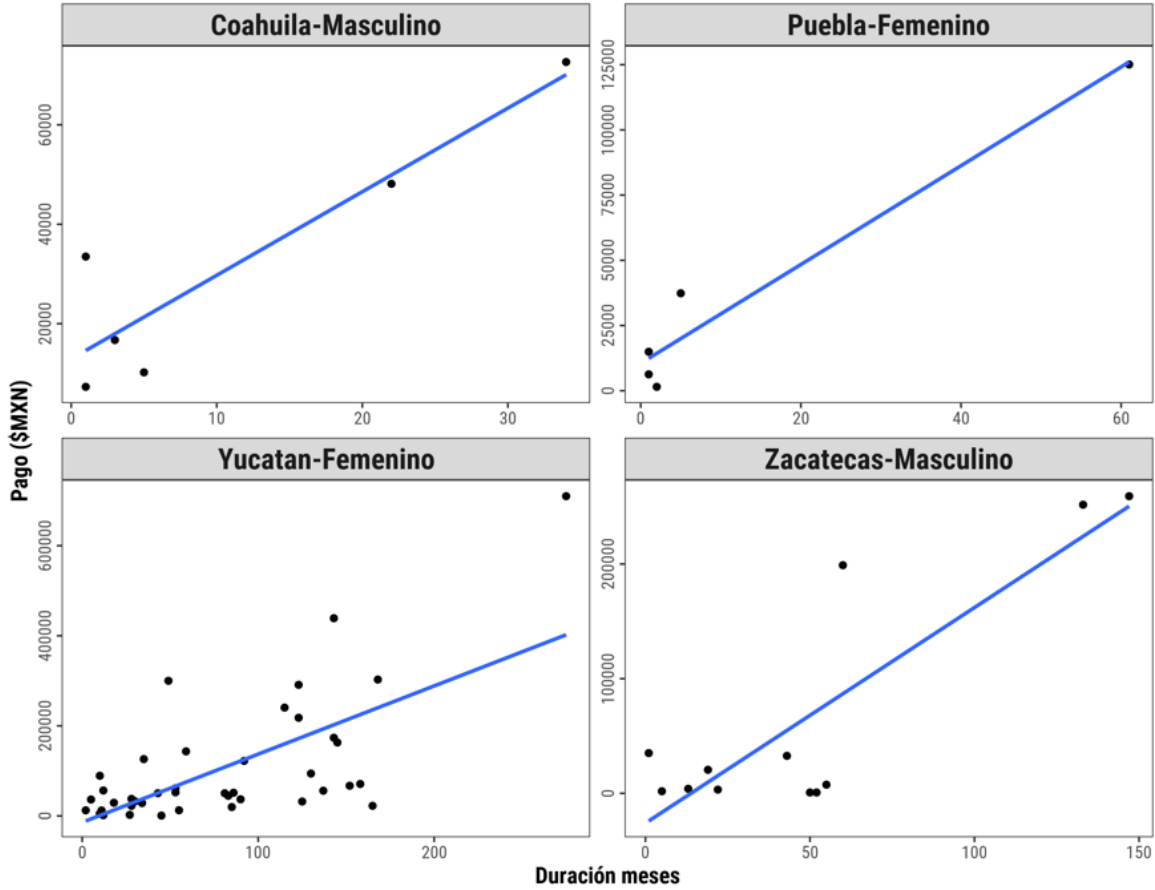 Coahuila-Masculino
Puebla-Femenino
60000
40000
20000
0 10 20 30
125000
100000
75000
50000
25000
0
0 20 40 60
Pago ($MXN)
Yucatan-Femenino
Zacatecas-Masculino
600000
400000
200000
0
0 100 200
200000
100000
0
0 50 100 150
Duración meses